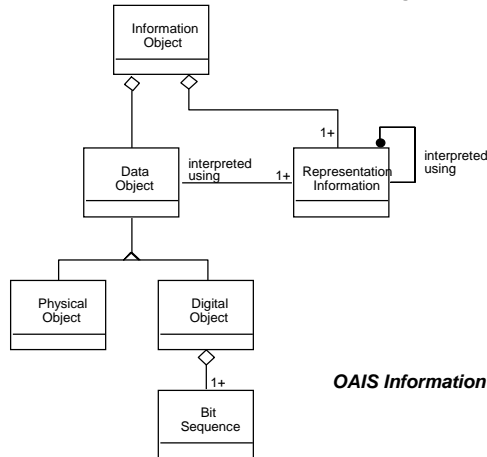 Information
Object
1+
Data
Object
interpreted
using
1+
Representation
Information
interpreted
using
Physical
Object
Digital
Object
1+
OAIS Information
Bit
Sequence